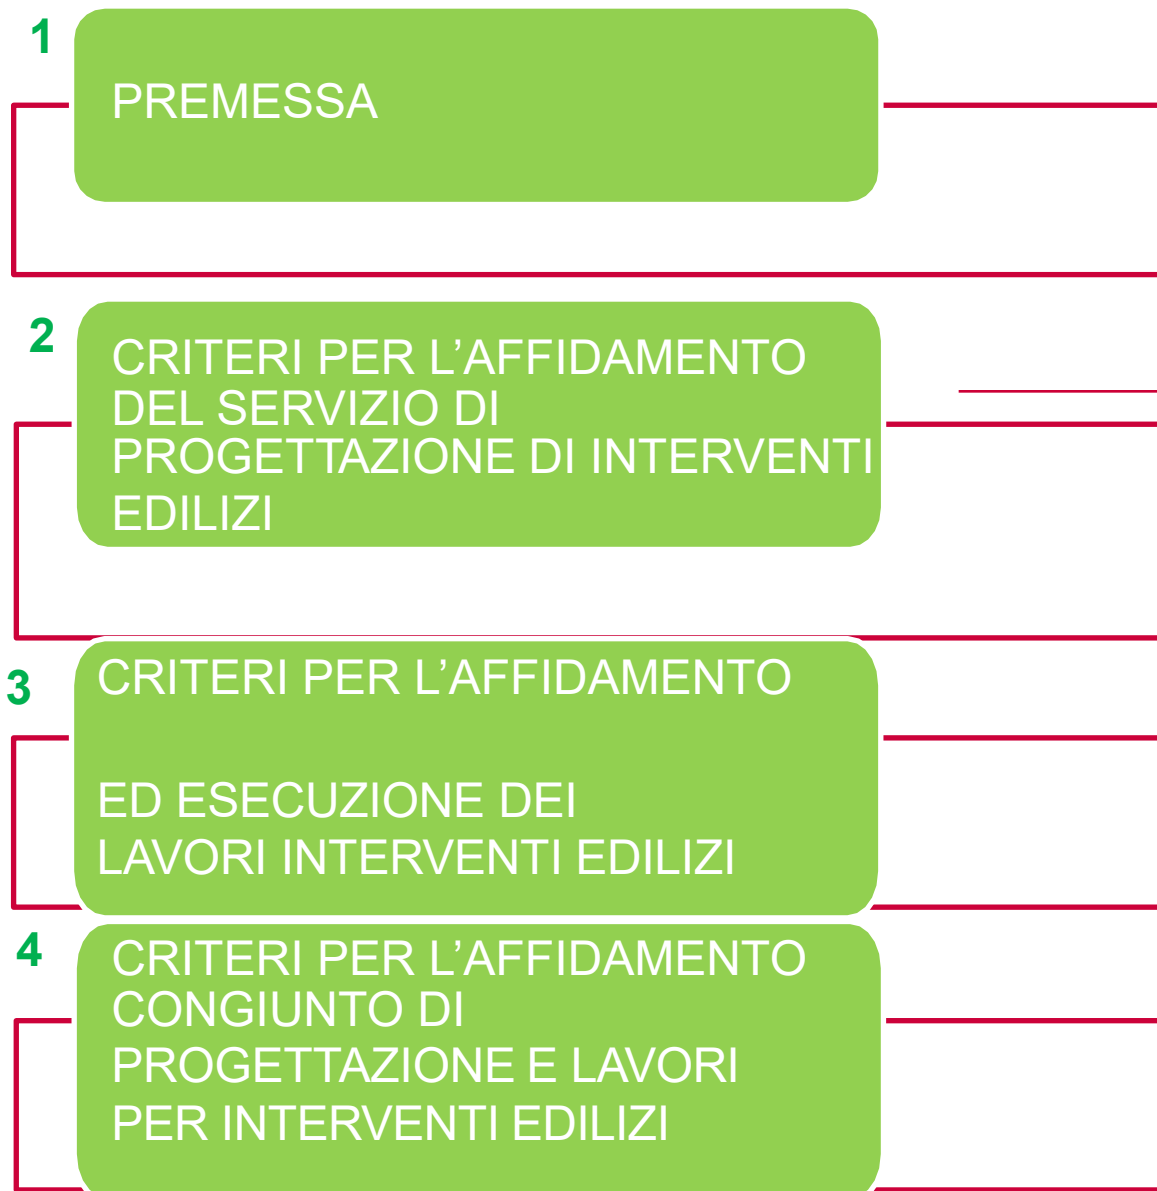 1
PREMESSA
2
CRITERI PER L’AFFIDAMENTO
DEL SERVIZIO DI
PROGETTAZIONE DI INTERVENTI
EDILIZI
3
CRITERI PER L’AFFIDAMENTO
ED ESECUZIONE DEI
LAVORI INTERVENTI EDILIZI
4
CRITERI PER L’AFFIDAMENTO
CONGIUNTO DI
PROGETTAZIONE E LAVORI
PER INTERVENTI EDILIZI